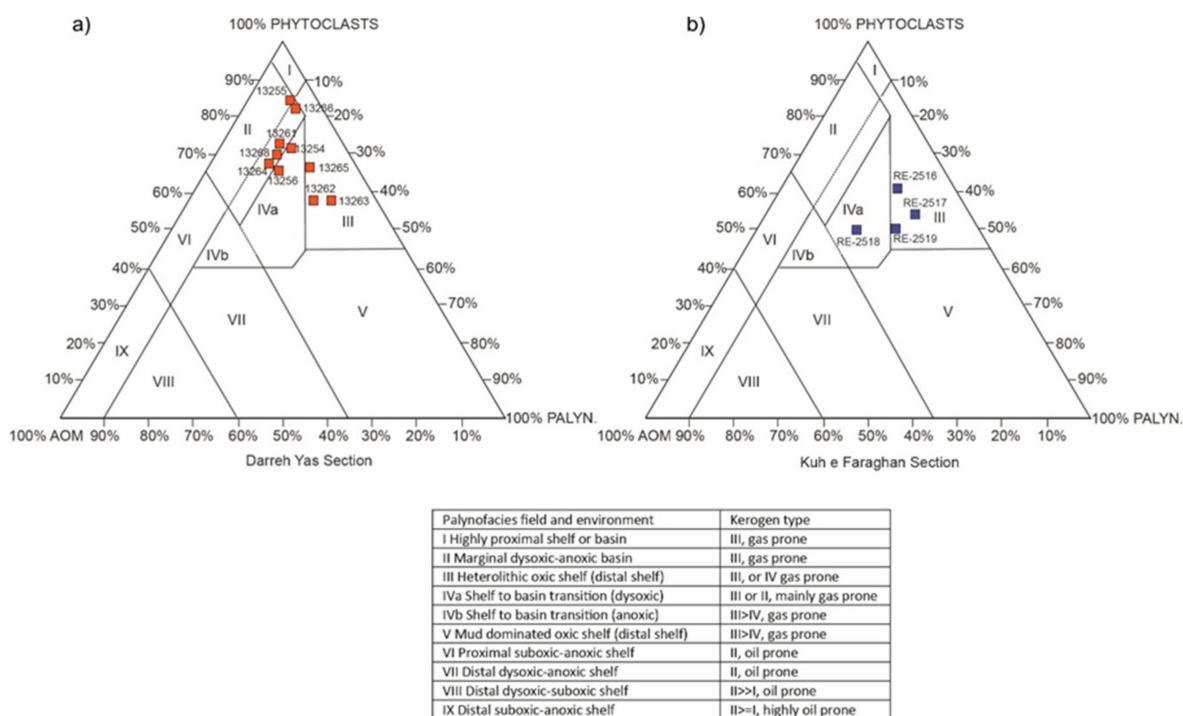 a)
100% PHYTOCLASTS
I
90%
10%
13255
13266
80%
20%
II
13261
13254
70%
13268
30%
13264
13265
13256
60%
13262
40%
IVa
13263
III
VI
50%
IVb
40%
60%
30%
70%
VII
V
20%
80%
IX
10%
VIII
90%
100% PALYN.
100% AOM 90% 80% 70% 60% 50% 40% 30% 20% 10%
Darreh Yas Section
b)
100% PHYTOCLASTS
I
90%
10%
80%
20%
II
70%
30%
RE-2516
60%
40%
IVa
RE-2517
III
50%
VI
RE-2518
RE-2519
IVb
40%
60%
30%
70%
VII
V
20%
80%
IX
10%
VIII
90%
100% PALYN.
100% AOM 90% 80% 70% 60% 50% 40% 30% 20% 10%
Kuh e Faraghan Section
Palynofacies field and environment Kerogen type
I Highly proximal shelf or basin III, gas prone
II Marginal dysoxic-anoxic basin III, gas prone
III Heterolithic oxic shelf (distal shelf) III, or IV gas prone
IVa Shelf to basin transition (dysoxic) III or II, mainly gas prone
IVb Shelf to basin transition (anoxic) III>IV, gas prone
V Mud dominated oxic shelf (distal shelf) III>IV, gas prone
VI Proximal suboxic-anoxic shelf II, oil prone
VII Distal dysoxic-anoxic shelf II, oil prone
VIII Distal dysoxic-suboxic shelf II>>I, oil prone
IX Distal suboxic-anoxic shelf II>=I, highly oil prone